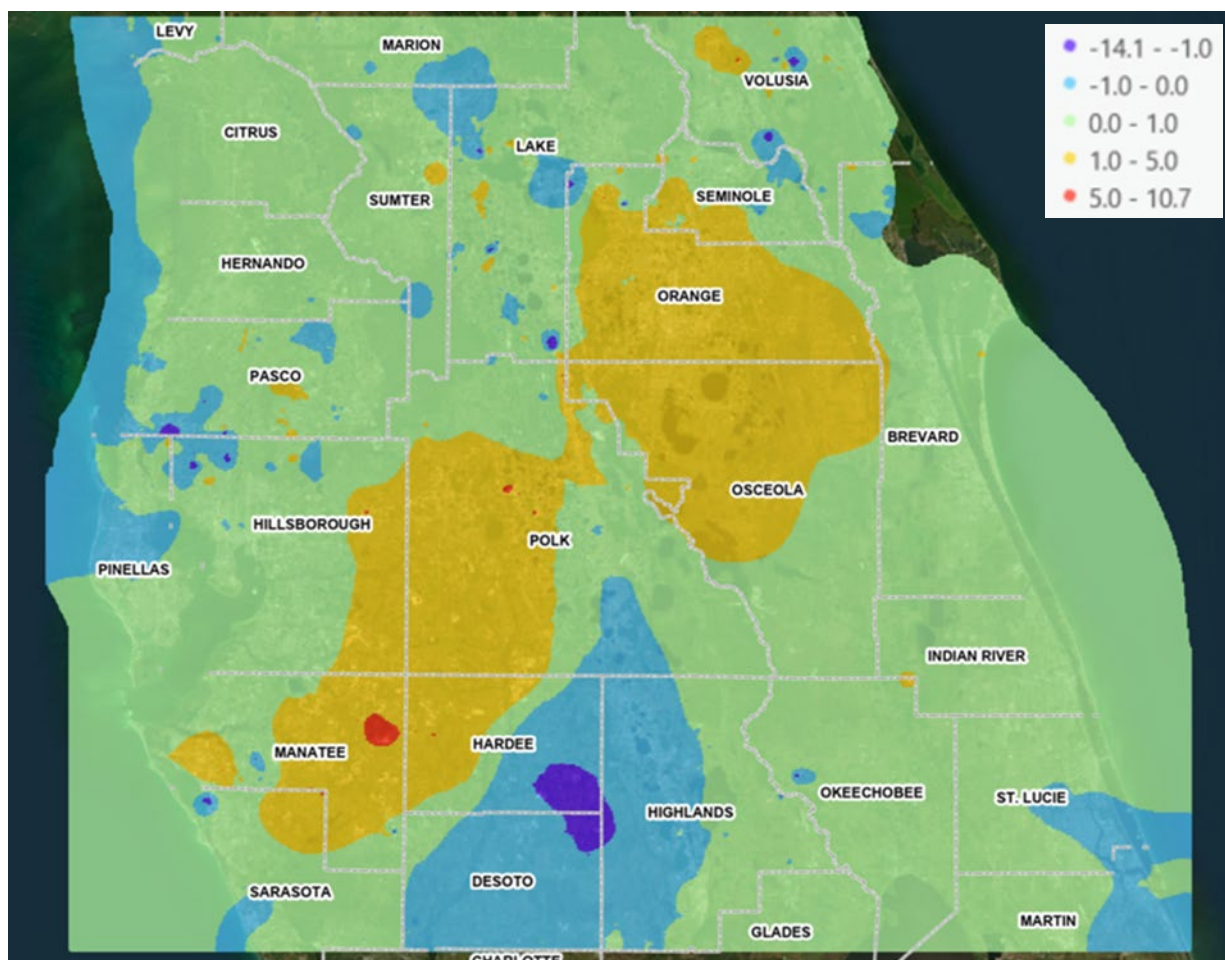 LEVY
MARION
-14.1 - -1.0
-1.0 - 0.0
0.0 - 1.0
1.0 - 5.0
5.0 - 10.7
VOLUSIA
CITRUS
LAKE
SUMTER
SEMINOLE
HERNANDO
ORANGE
PASCO
BREVARD
OSCEOLA
HILLSBOROUGH
POLK
PINELLAS
INDIAN RIVER
MANATEE
HARDEE
OKEECHOBEE
ST. LUCIE
HIGHLANDS
DESOTO
SARASOTA
MARTIN
GLADES
CHARLOTTE